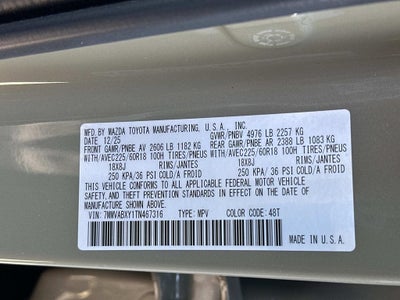 MFD. BY MAZDA TOYOTA MANUFACTURING, U.S.A., INC.
DATE 12/25 GVWR/PNBV 4976 LB 2257 KG
FRONT GAWR/PNBE AV 2606 LB 1182 KG REAR GAWR/PNBE AR 2388 LB 1083 KG
WITH/AVEC225/60R18 100H TIRES/PNEUS WITH/AVEC225/60R18 100H TIRES/PNEUS
18X8J RIMS/JANTES 18X8J RIMS/JANTES
250 KPA/ 36 PSI COLD/A FROID 250 KPA/ 36 PSI COLD/A FROID
THIS VEHICLE CONFORMS TO ALL APPLICABLE FEDERAL MOTOR VEHICLE
SAFETY, AND THEFT PREVENTION STANDARDS IN EFFECT ON THE DATE OF
MANUFACTURE SHOWN ABOVE.
VIN: 7MMVABXY1TN467316 TYPE: MPV COLOR CODE: 48T
MADE IN U.S.A.